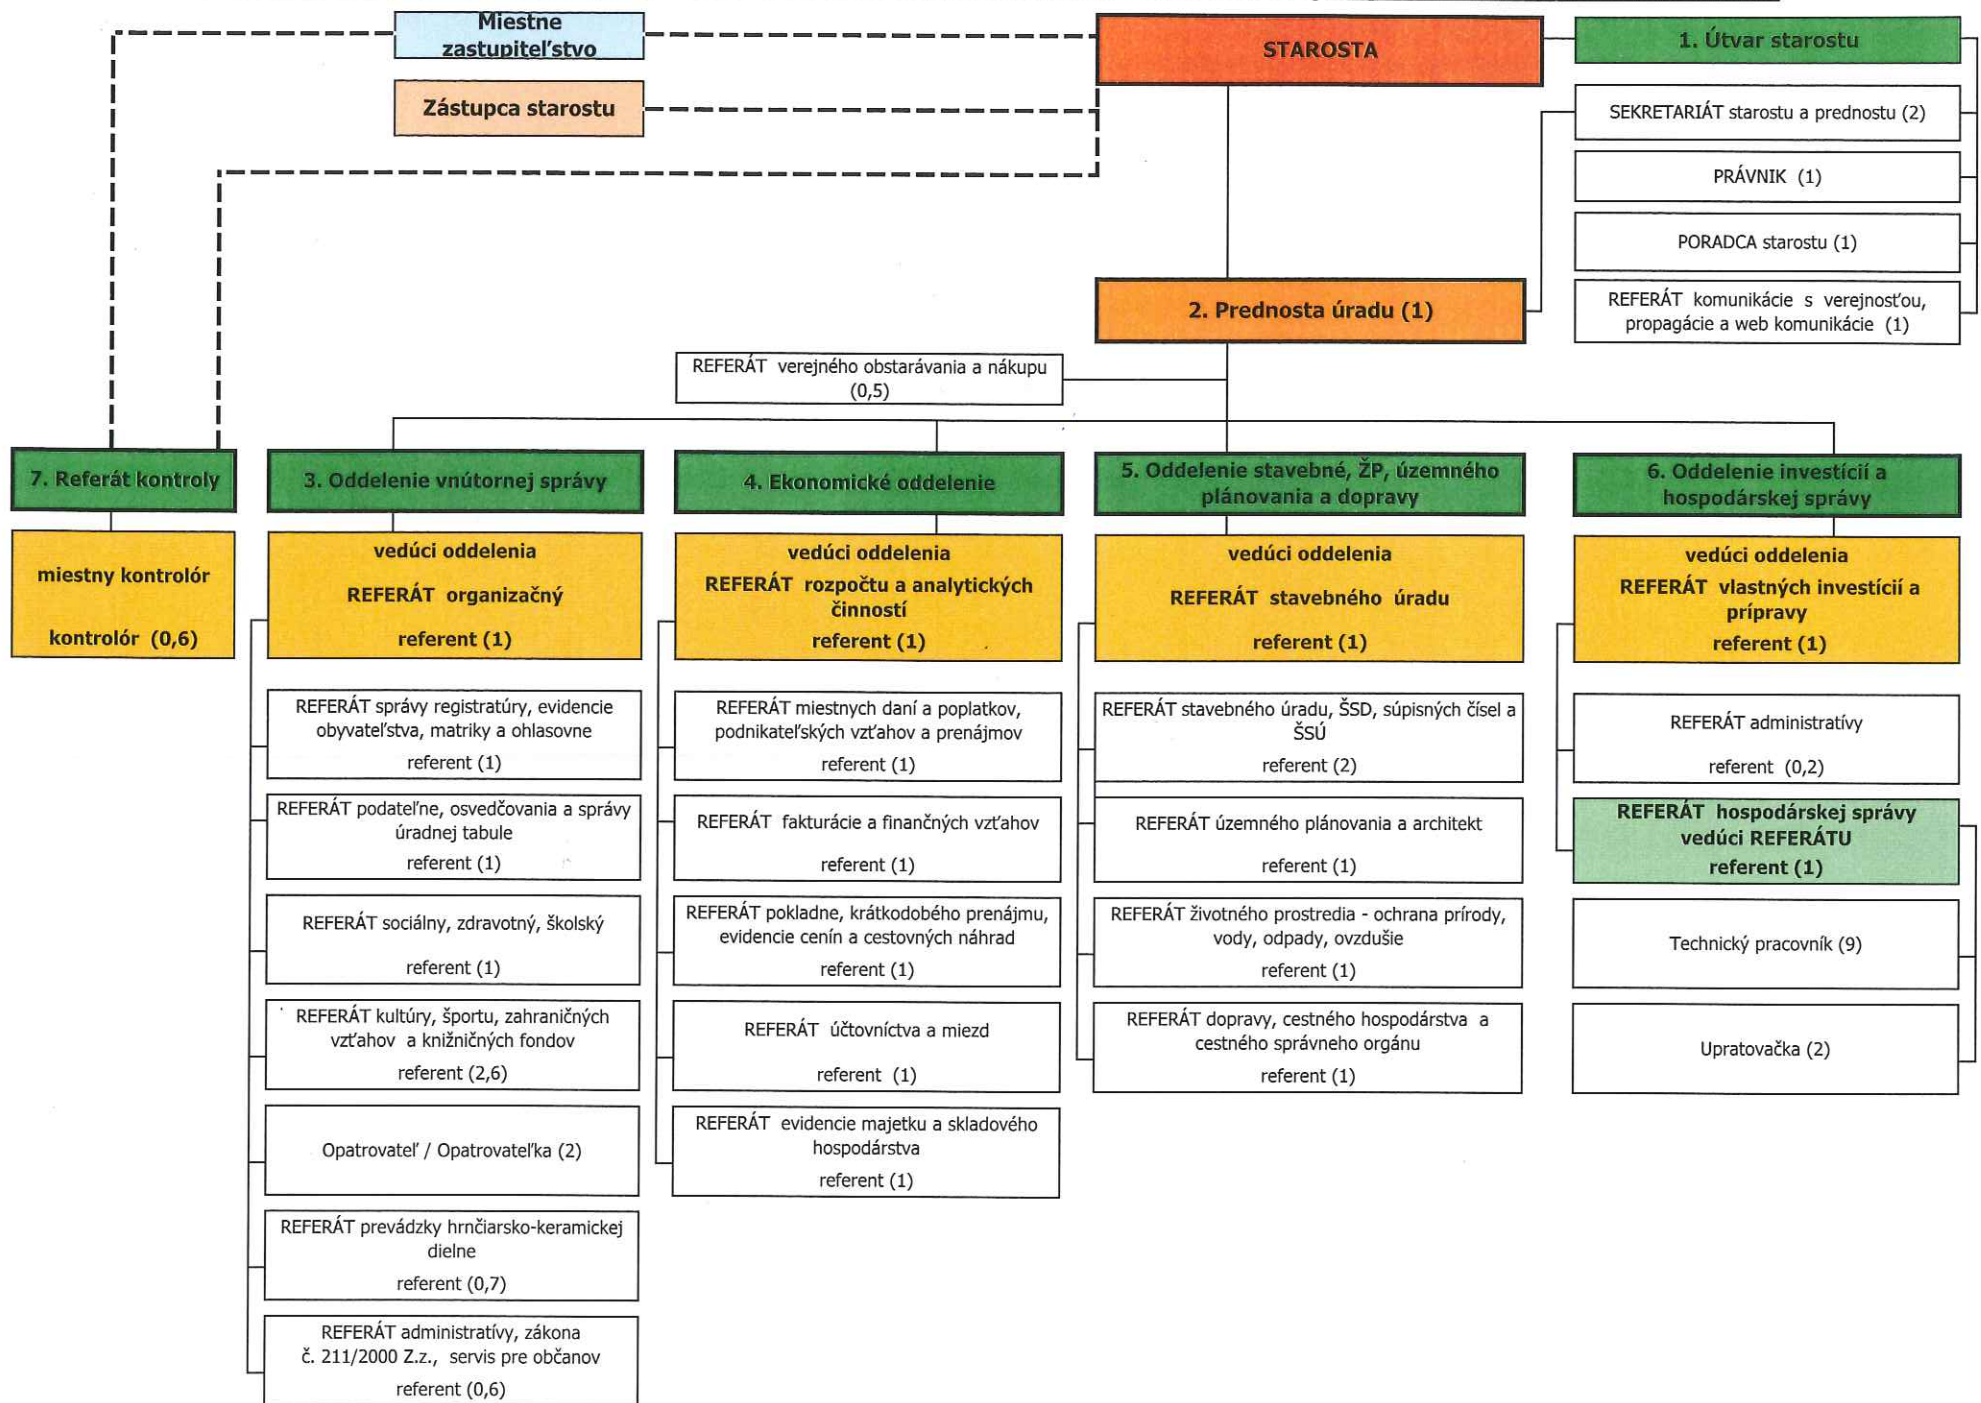 Miestne
zastupiteľstvo
STAROSTA
1. Útvar starostu
Zástupca starostu
SEKRETARIÁT starostu a prednostu (2)
PRÁVNIK (1)
PORADCA starostu (1)
REFERÁT komunikácie s verejnosťou,
propagácie a web komunikácie (1)
2. Prednosta úradu (1)
REFERÁT verejného obstarávania a nákupu
(0,5)
7. Referát kontroly
miestny kontrolór
kontrolór (0,6)
3. Oddelenie vnútornej správy
vedúci oddelenia
REFERÁT organizačný
referent (1)
REFERÁT správy registratúry, evidencie
obyvateľstva, matriky a ohlasovne
referent (1)
REFERÁT podateľne, osvedčovania a správy
úradnej tabule
referent (1)
REFERÁT sociálny, zdravotný, školský
referent (1)
REFERÁT kultúry, športu, zahraničných
vzťahov a knižničných fondov
referent (2,6)
Opatrovateľ / Opatrovateľka (2)
REFERÁT prevádzky hrnčiarsko-keramickej
dielne
referent (0,7)
REFERÁT administratívy, zákona
č. 211/2000 Z.z., servis pre občanov
referent (0,6)
4. Ekonomické oddelenie
vedúci oddelenia
REFERÁT rozpočtu a analytických
činností
referent (1)
REFERÁT miestnych daní a poplatkov,
podnikateľských vzťahov a prenájmov
referent (1)
REFERÁT fakturácie a finančných vzťahov
referent (1)
REFERÁT pokladne, krátkodobého prenájmu,
evidencie cenín a cestovných náhrad
referent (1)
REFERÁT účtovníctva a miezd
referent (1)
REFERÁT evidencie majetku a skladového
hospodárstva
referent (1)
5. Oddelenie stavebné, ŽP, územného
plánovania a dopravy
vedúci oddelenia
REFERÁT stavebného úradu
referent (1)
REFERÁT stavebného úradu, ŠSD, súpisných čísel a
ŠSÚ
referent (2)
REFERÁT územného plánovania a architekt
referent (1)
REFERÁT životného prostredia - ochrana prírody,
vody, odpady, ovzdušie
referent (1)
REFERÁT dopravy, cestného hospodárstva a
cestného správneho orgánu
referent (1)
6. Oddelenie investícií a
hospodárskej správy
vedúci oddelenia
REFERÁT vlastných investícií a
prípravy
referent (1)
REFERÁT administratívy
referent (0,2)
REFERÁT hospodárskej správy
vedúci REFERÁTU
referent (1)
Technický pracovník (9)
Upratovačka (2)